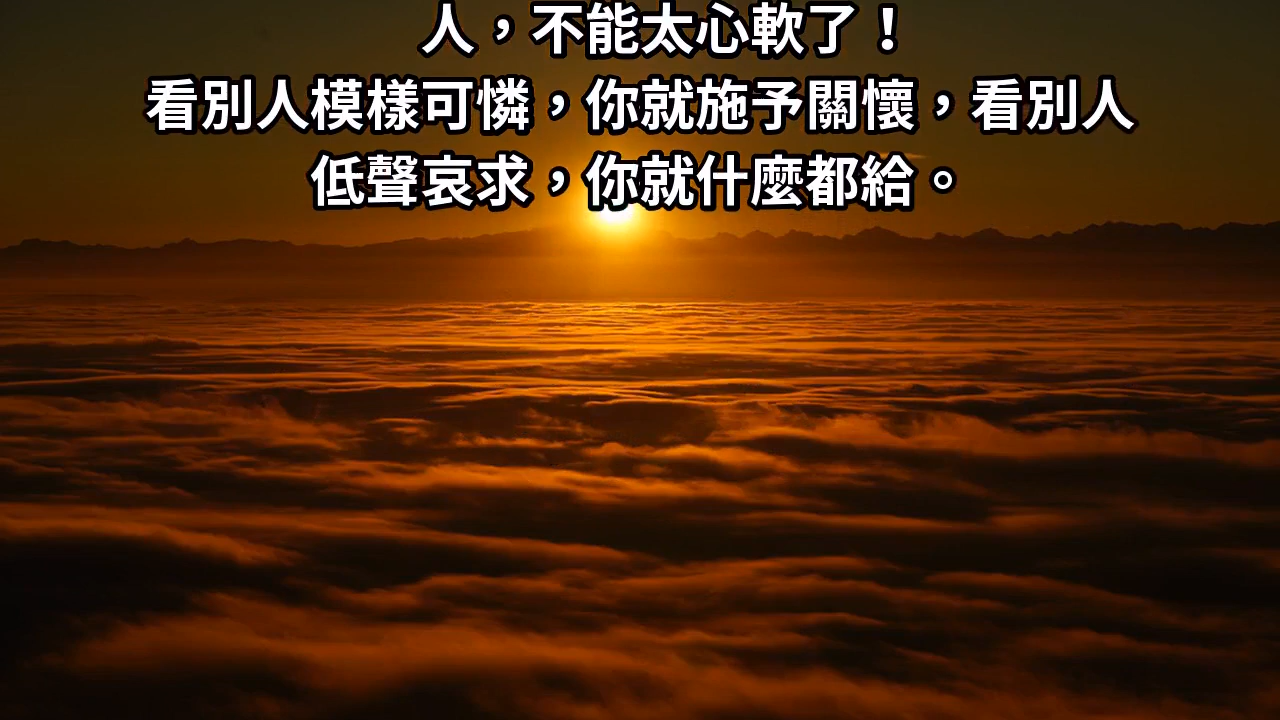 人，不能太心軟了！
看別人模樣可憐，你就施予關懷，看別人
低聲哀求，你就什麼都給。